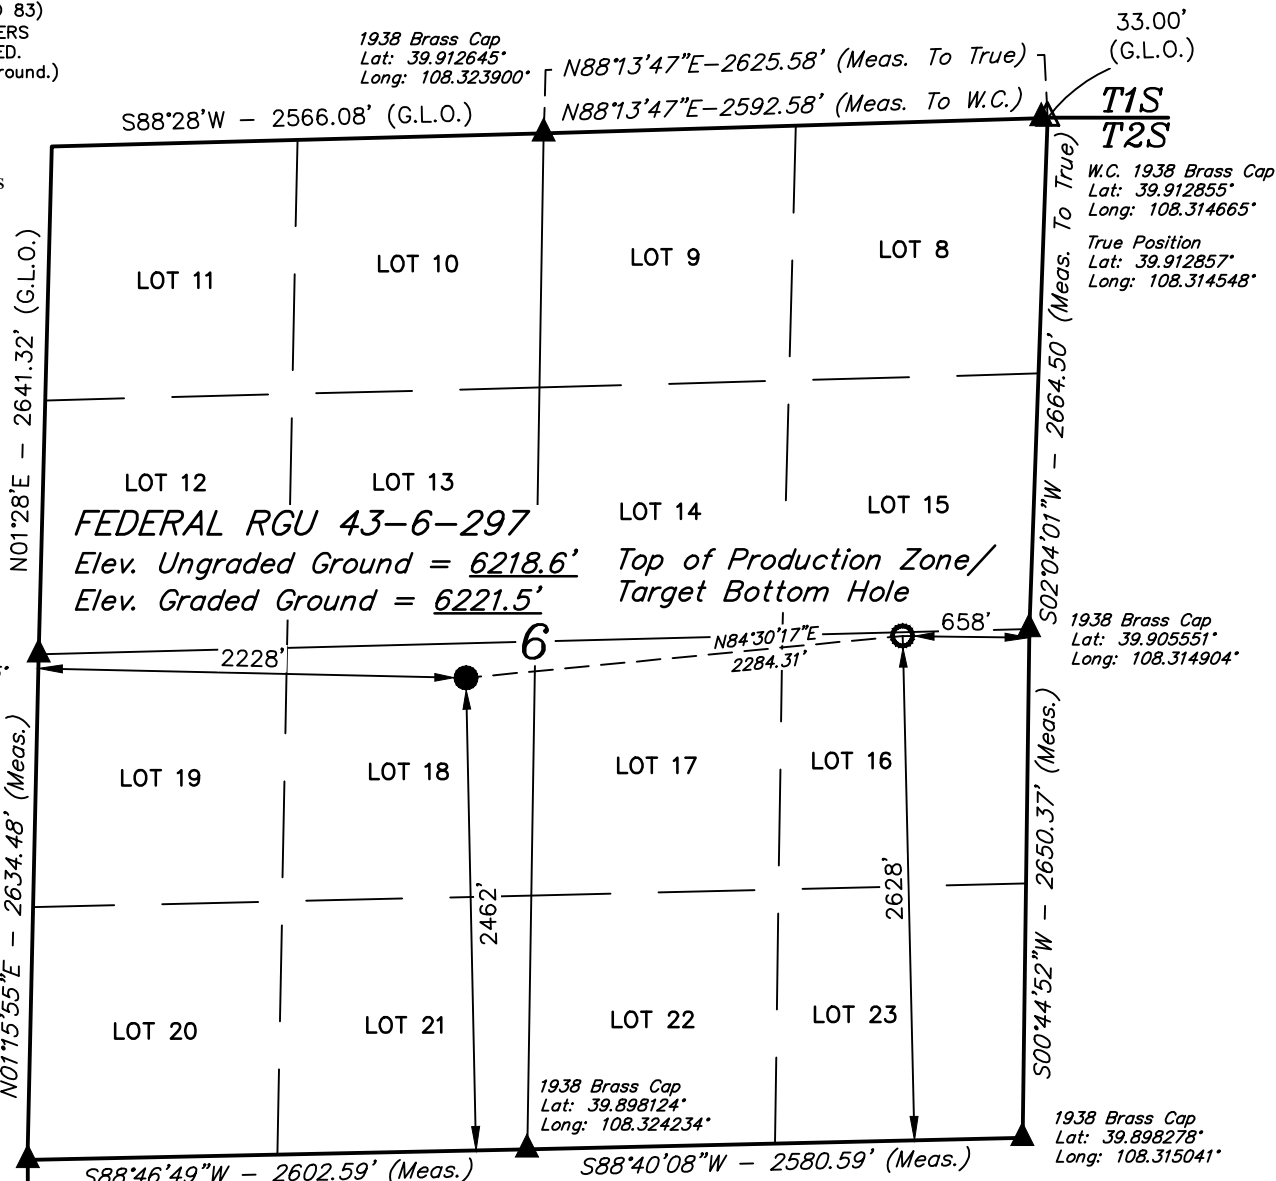 83)
ERS
ED.
round.)
s
1938 Brass Cap
Lat: 39.912645°
Long: 108.323900°
N88°13'47"E-2625.58' (Meas. To True)
33.00'
(G.L.O.)
S88°28'W - 2566.08' (G.L.O.)
N88°13'47"E-2592.58' (Meas. To W.C.)
T1S
T2S
W.C. 1938 Brass Cap
Lat: 39.912855°
Long: 108.314665°
True Position
Lat: 39.912857°
Long: 108.314548°
N01°28'E - 2641.32' (G.L.O.)
S02°04'01"W - 2664.50' (Meas. To True)
LOT 11
LOT 10
LOT 9
LOT 8
LOT 12
LOT 13
LOT 14
LOT 15
FEDERAL RGU 43-6-297
Elev. Ungraded Ground = 6218.6'
Elev. Graded Ground = 6221.5'
Top of Production Zone/
Target Bottom Hole
6
N84°30'17"E
2284.31'
658'
2228'
1938 Brass Cap
Lat: 39.905551°
Long: 108.314904°
LOT 19
LOT 18
LOT 17
LOT 16
N01°15'55"E - 2634.48' (Meas.)
S00°44'52"W - 2650.37' (Meas.)
2462'
2628'
LOT 20
LOT 21
LOT 22
LOT 23
1938 Brass Cap
Lat: 39.898124°
Long: 108.324234°
1938 Brass Cap
Lat: 39.898278°
Long: 108.315041°
S88°46'49"W - 2602.59' (Meas.)
S88°40'08"W - 2580.59' (Meas.)